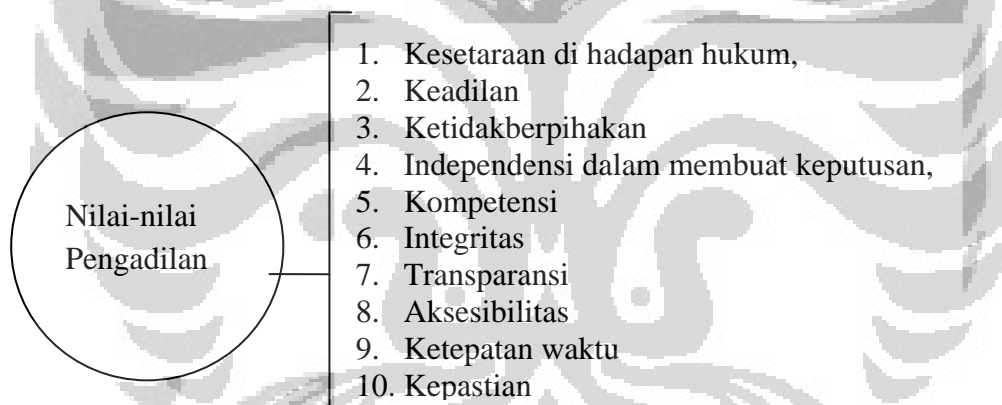 Nilai-nilai
Pengadilan
1. Kesetaraan di hadapan hukum,
2. Keadilan
3. Ketidakberpihakan
4. Independensi dalam membuat keputusan,
5. Kompetensi
6. Integritas
7. Transparansi
8. Aksesibilitas
9. Ketepatan waktu
10. Kepastian